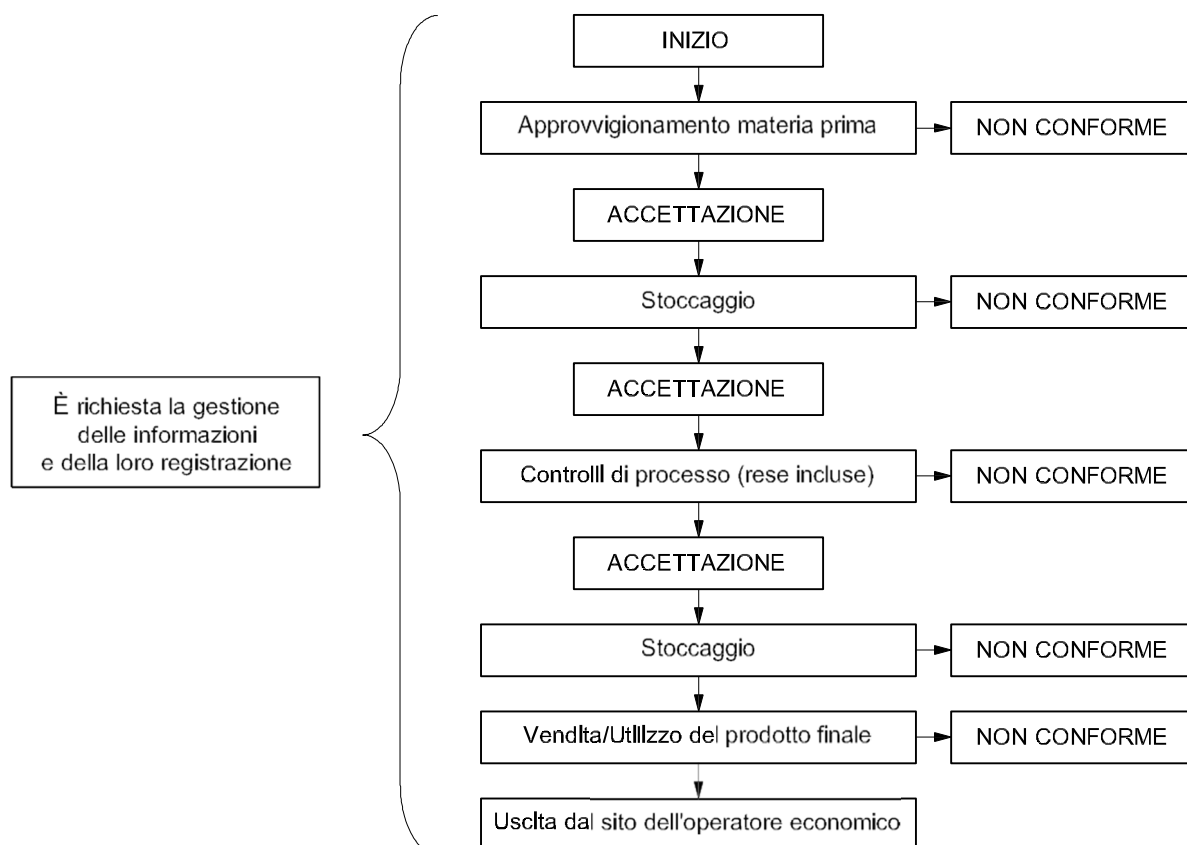 INIZIO
Approvvigionamento materia prima
NON CONFORME
ACCETTAZIONE
Stoccaggio
NON CONFORME
ACCETTAZIONE
È richiesta la gestione
delle informazioni
e della loro registrazione
Controlli di processo (rese incluse)
NON CONFORME
ACCETTAZIONE
Stoccaggio
NON CONFORME
Vendita/Utilizzo del prodotto finale
NON CONFORME
Uscita dal sito dell'operatore economico